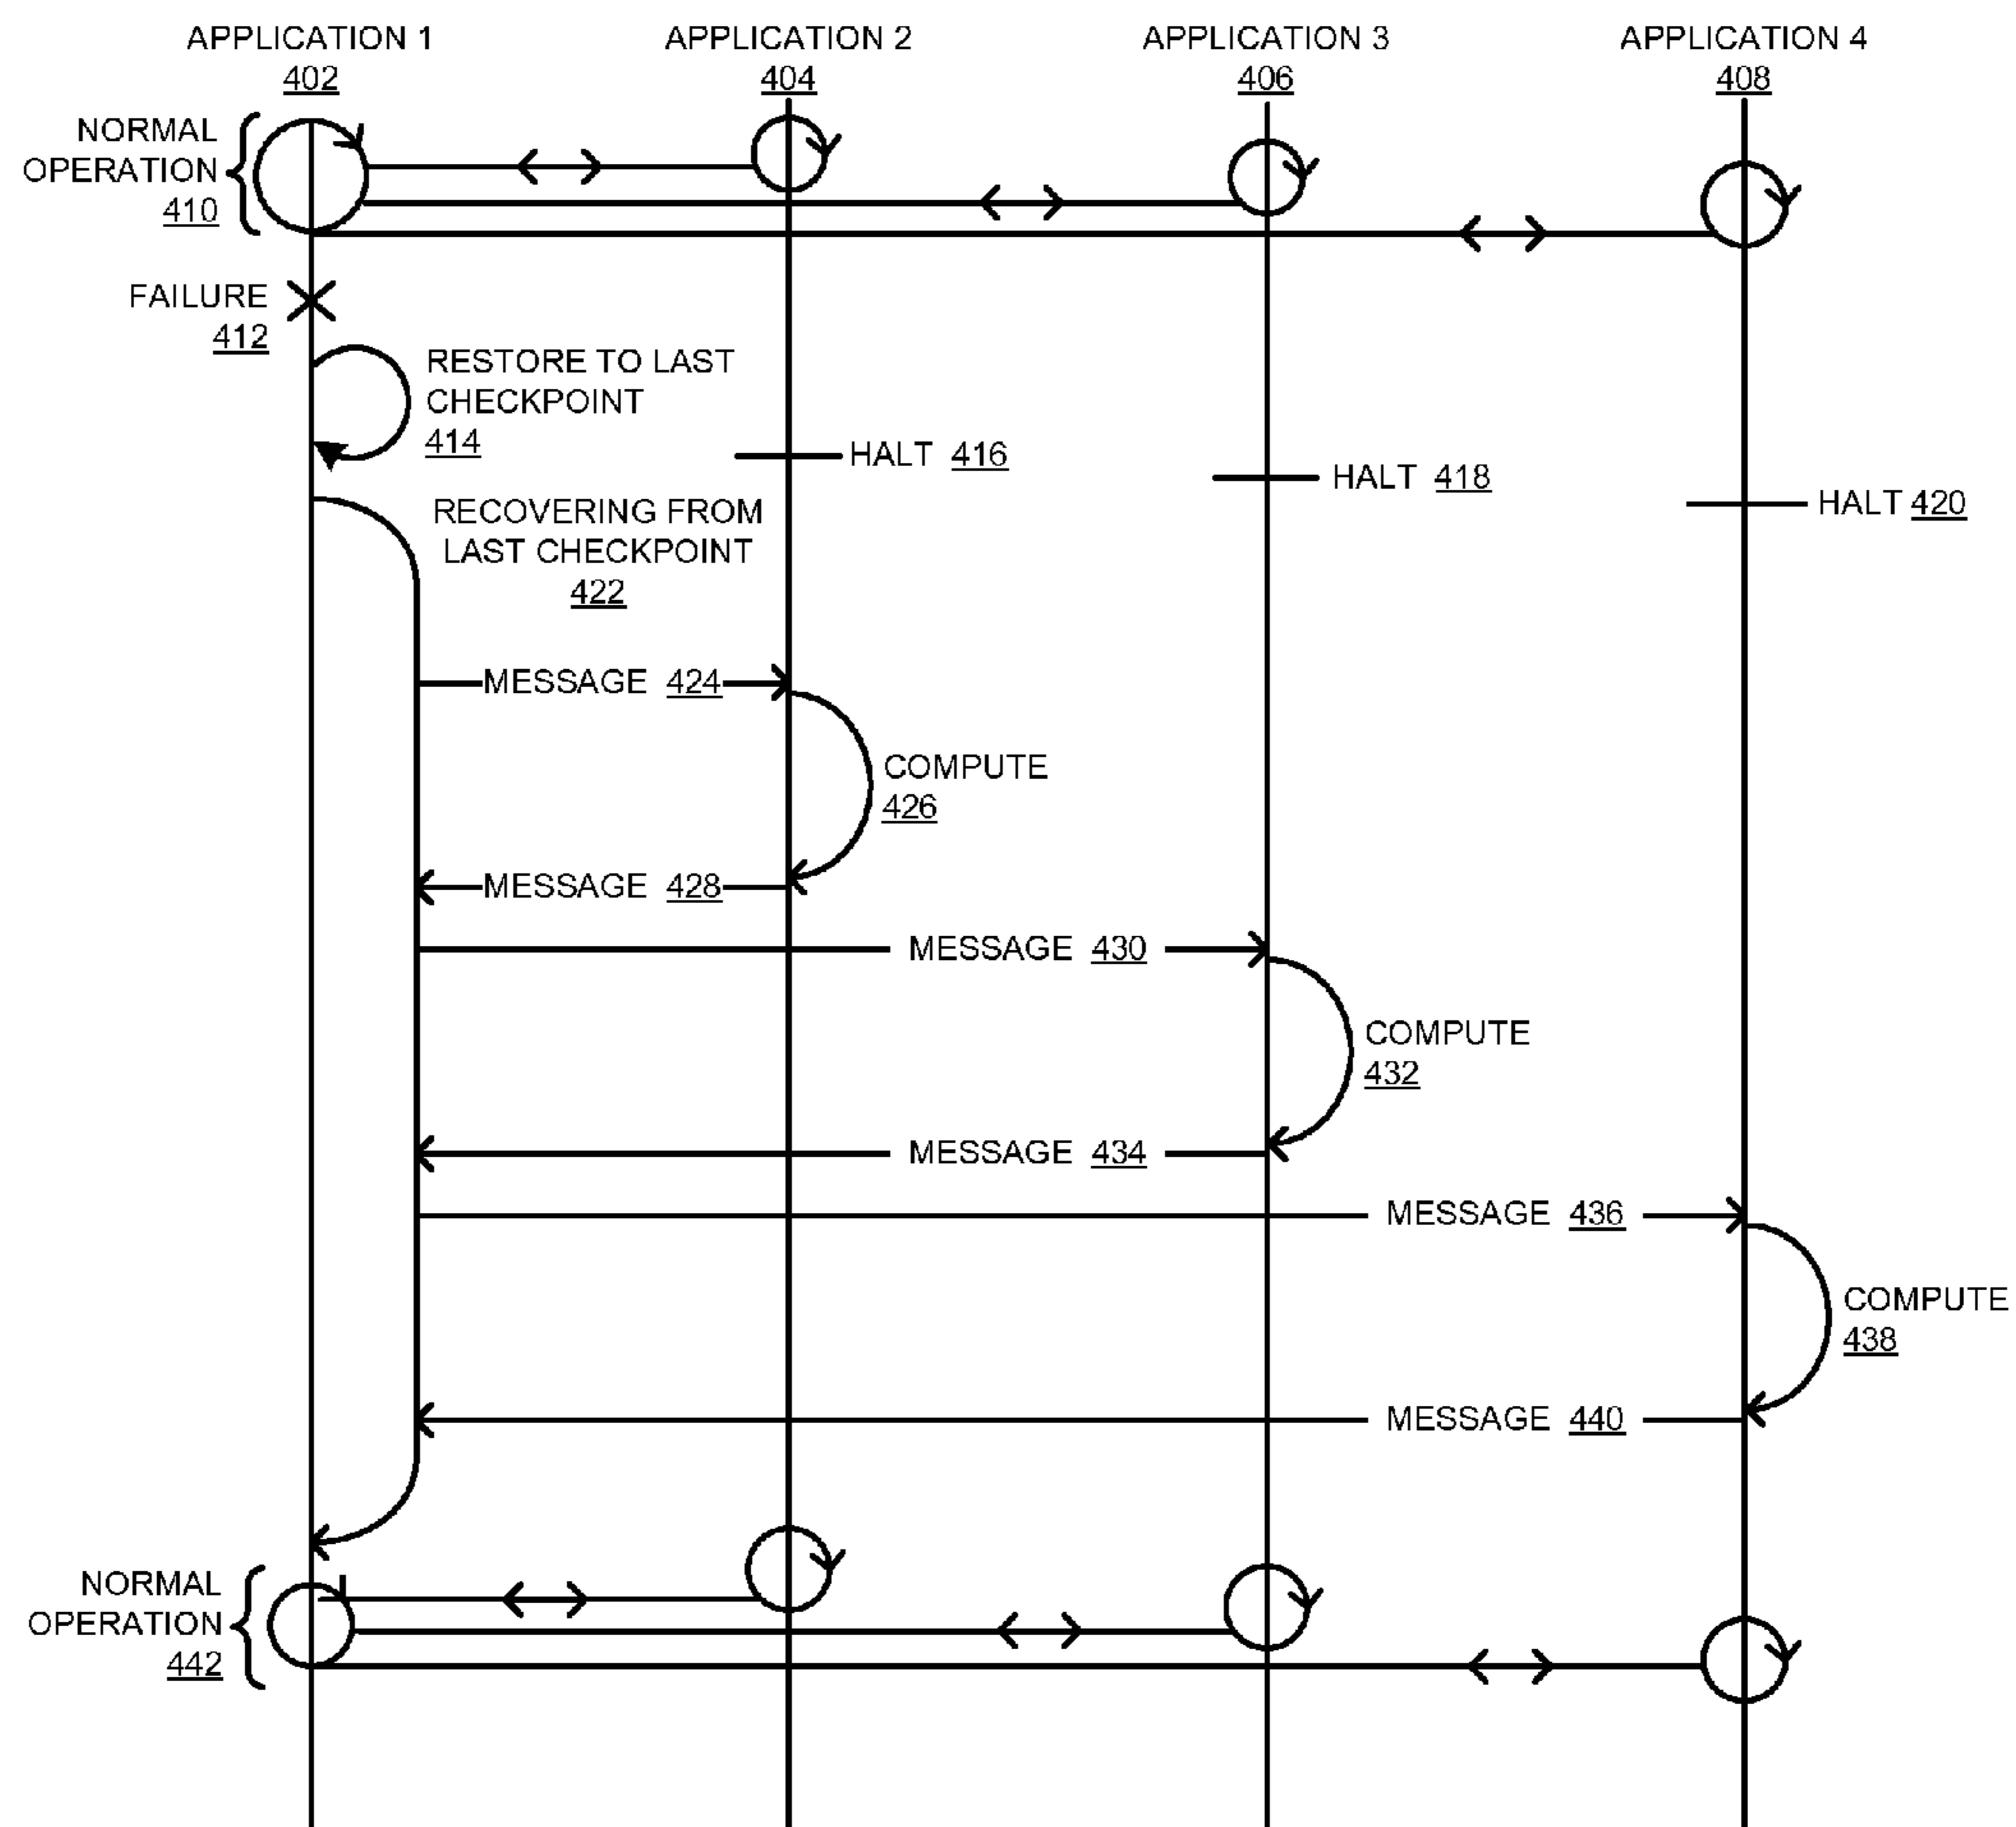 APPLICATION 1
402
APPLICATION 2
404
APPLICATION 3
406
APPLICATION 4
408
NORMAL
OPERATION
410
FAILURE
412
RESTORE TO LAST
CHECKPOINT
414
HALT 416
HALT 418
HALT 420
RECOVERING FROM
LAST CHECKPOINT
422
MESSAGE 424
COMPUTE
426
MESSAGE 428
MESSAGE 430
COMPUTE
432
MESSAGE 434
MESSAGE 436
COMPUTE
438
MESSAGE 440
NORMAL
OPERATION
442